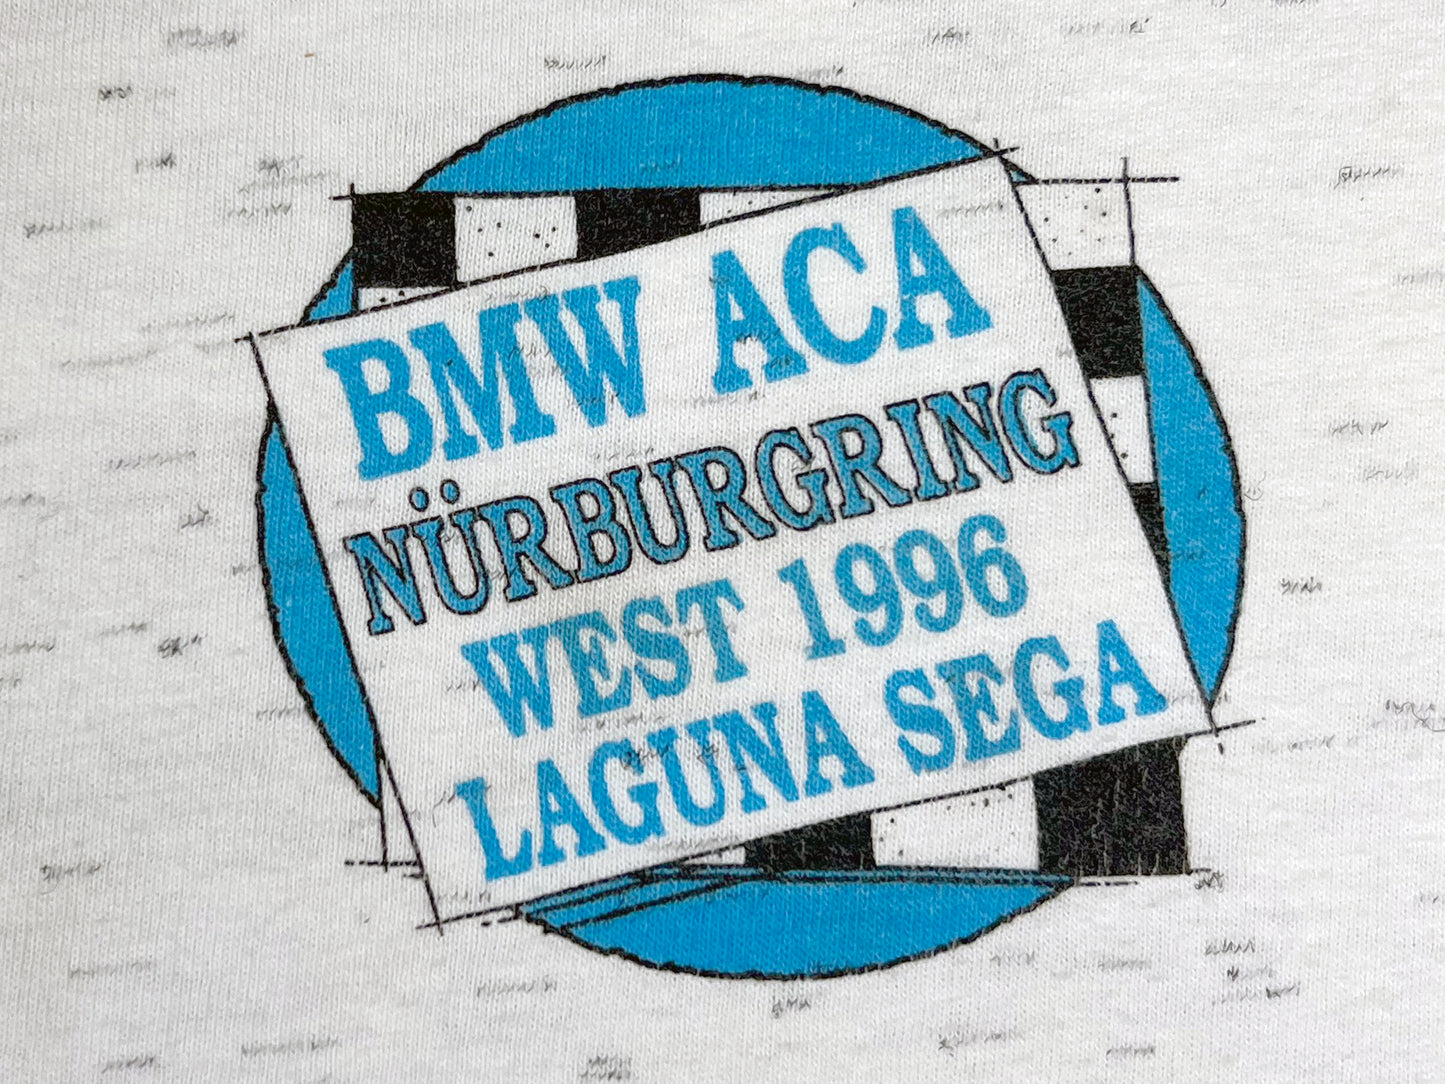 BMW ACA
NÜRBURGRING
WEST 1996
LAGUNA SEGA